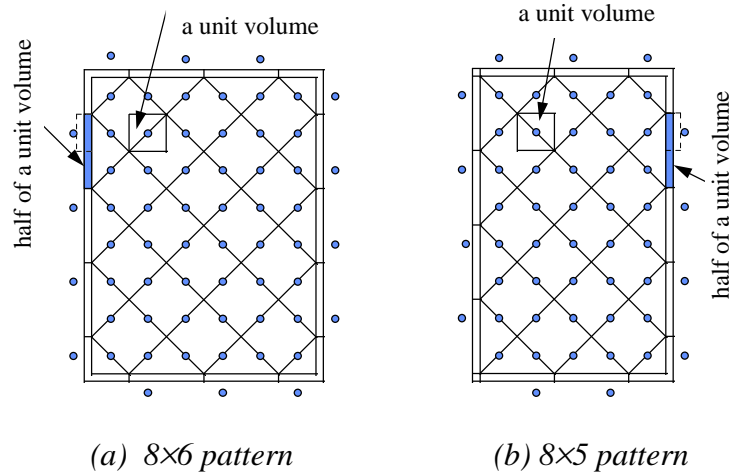 a unit volume
half of a unit volume
(a) 8×6 pattern
a unit volume
half of a unit volume
(b) 8×5 pattern